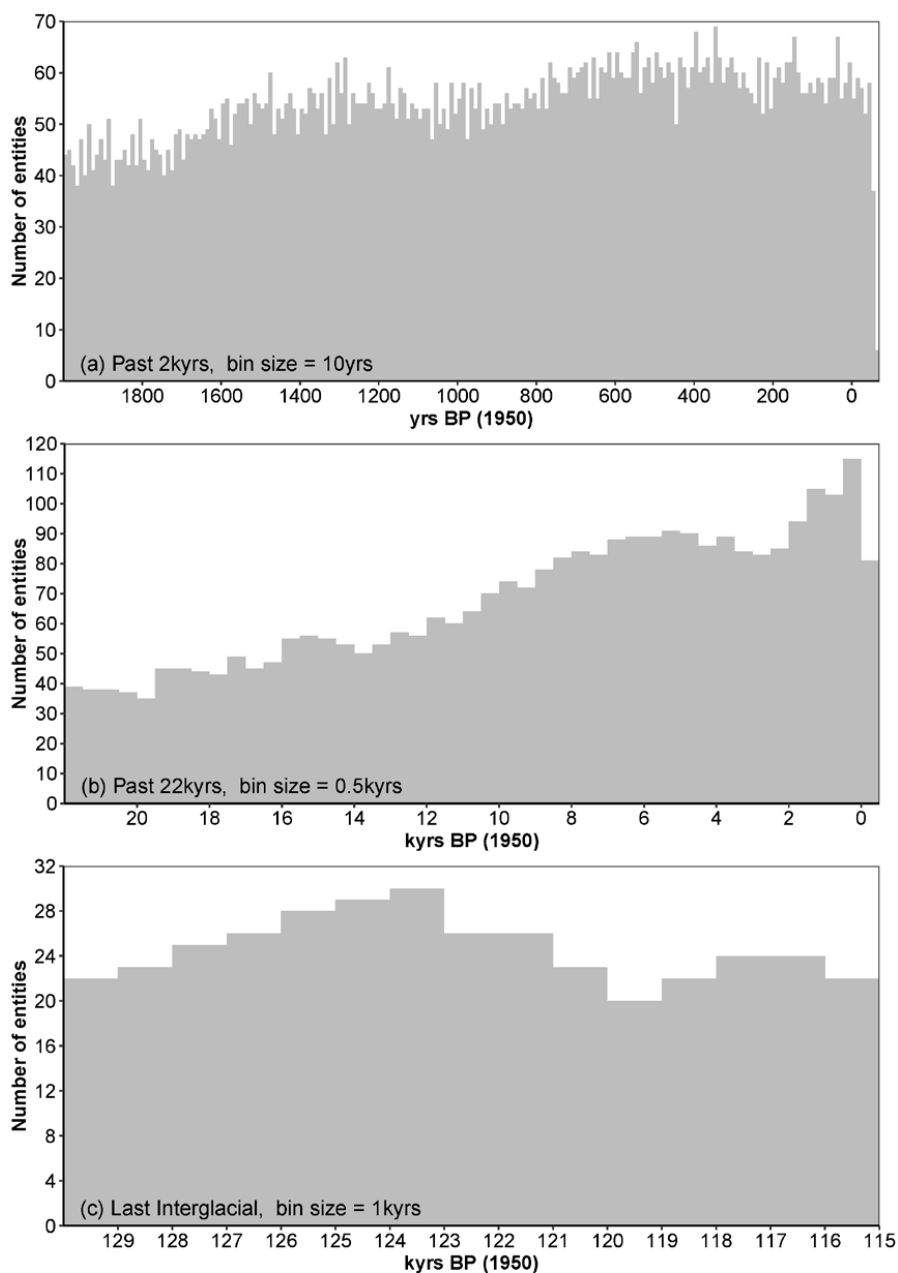 70
60
50
40
30
20
10
0
Number of entities
(a) Past 2kyrs, bin size = 10yrs
1800 1600 1400 1200 1000 800 600 400 200 0
yrs BP (1950)
120
110
100
90
80
70
60
50
40
30
20
10
0
Number of entities
(b) Past 22kyrs, bin size = 0.5kyrs
20 18 16 14 12 10 8 6 4 2 0
kyrs BP (1950)
32
28
24
20
16
12
8
4
0
Number of entities
(c) Last Interglacial, bin size = 1kyrs
129 128 127 126 125 124 123 122 121 120 119 118 117 116 115
kyrs BP (1950)